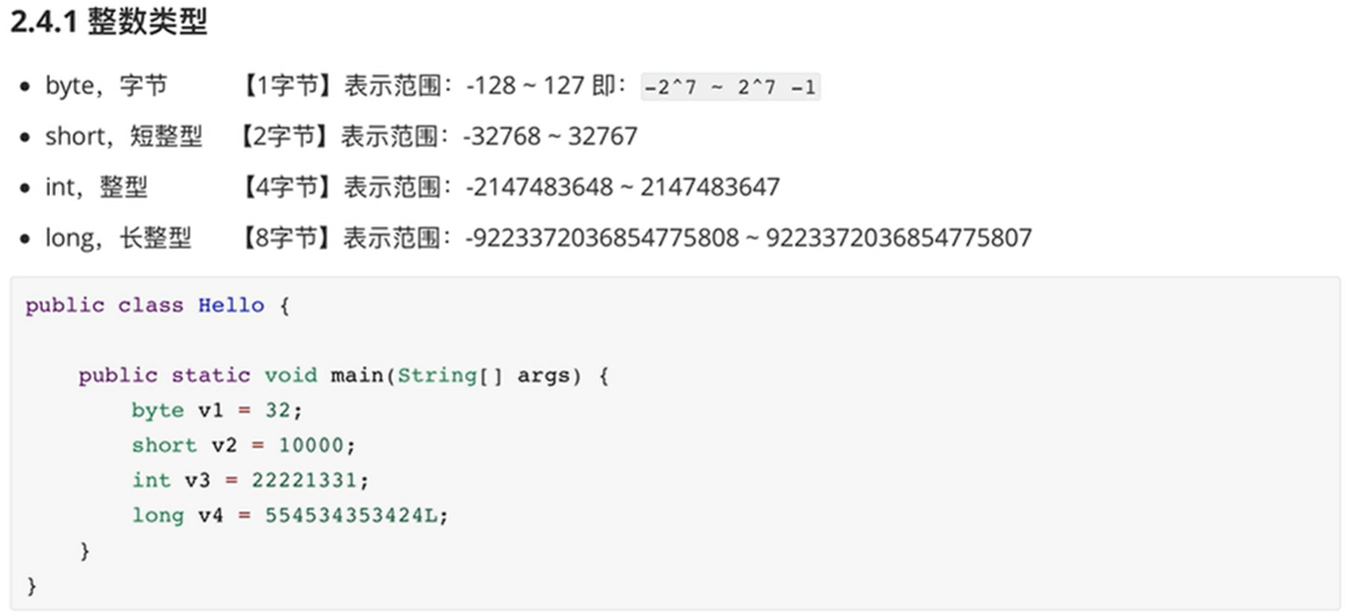 2.4.1 整数类型
• byte，字节 【1字节】表示范围：-128 ~ 127 即：-2^7 ~ 2^7 -1
• short，短整型 【2字节】表示范围：-32768 ~ 32767
• int，整型 【4字节】表示范围：-2147483648 ~ 2147483647
• long，长整型 【8字节】表示范围：-9223372036854775808 ~ 9223372036854775807
public class Hello {
    public static void main(String[] args) {
        byte v1 = 32;
        short v2 = 10000;
        int v3 = 22221331;
        long v4 = 554534353424L;
    }
}